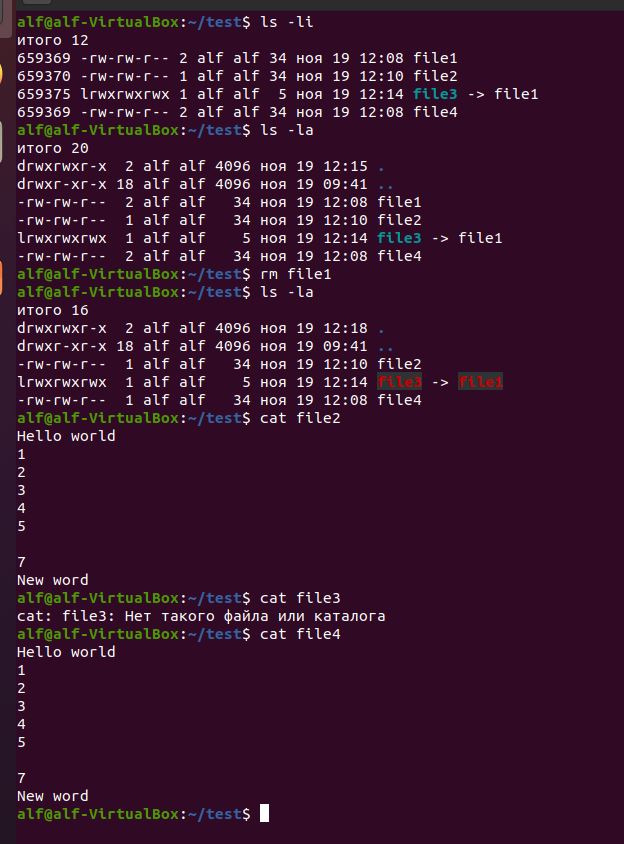 alf@alf-VirtualBox:~/test$ ls -li
итого 12
659369 -rw-rw-r-- 2 alf alf 34 ноя 19 12:08 file1
659370 -rw-rw-r-- 1 alf alf 34 ноя 19 12:10 file2
659375 lrwxrwxrwx 1 alf alf  5 ноя 19 12:14 file3 -> file1
659369 -rw-rw-r-- 2 alf alf 34 ноя 19 12:08 file4
alf@alf-VirtualBox:~/test$ ls -la
итого 20
drwxrwxr-x  2 alf alf 4096 ноя 19 12:15 .
drwxr-xr-x 18 alf alf 4096 ноя 19 09:41 ..
-rw-rw-r--  2 alf alf   34 ноя 19 12:08 file1
-rw-rw-r--  1 alf alf   34 ноя 19 12:10 file2
lrwxrwxrwx  1 alf alf    5 ноя 19 12:14 file3 -> file1
-rw-rw-r--  2 alf alf   34 ноя 19 12:08 file4
alf@alf-VirtualBox:~/test$ rm file1
alf@alf-VirtualBox:~/test$ ls -la
итого 16
drwxrwxr-x  2 alf alf 4096 ноя 19 12:18 .
drwxr-xr-x 18 alf alf 4096 ноя 19 09:41 ..
-rw-rw-r--  1 alf alf   34 ноя 19 12:10 file2
lrwxrwxrwx  1 alf alf    5 ноя 19 12:14 file3 -> file1
-rw-rw-r--  1 alf alf   34 ноя 19 12:08 file4
alf@alf-VirtualBox:~/test$ cat file2
Hello world
1
2
3
4
5

7
New word
alf@alf-VirtualBox:~/test$ cat file3
cat: file3: Нет такого файла или каталога
alf@alf-VirtualBox:~/test$ cat file4
Hello world
1
2
3
4
5

7
New word
alf@alf-VirtualBox:~/test$